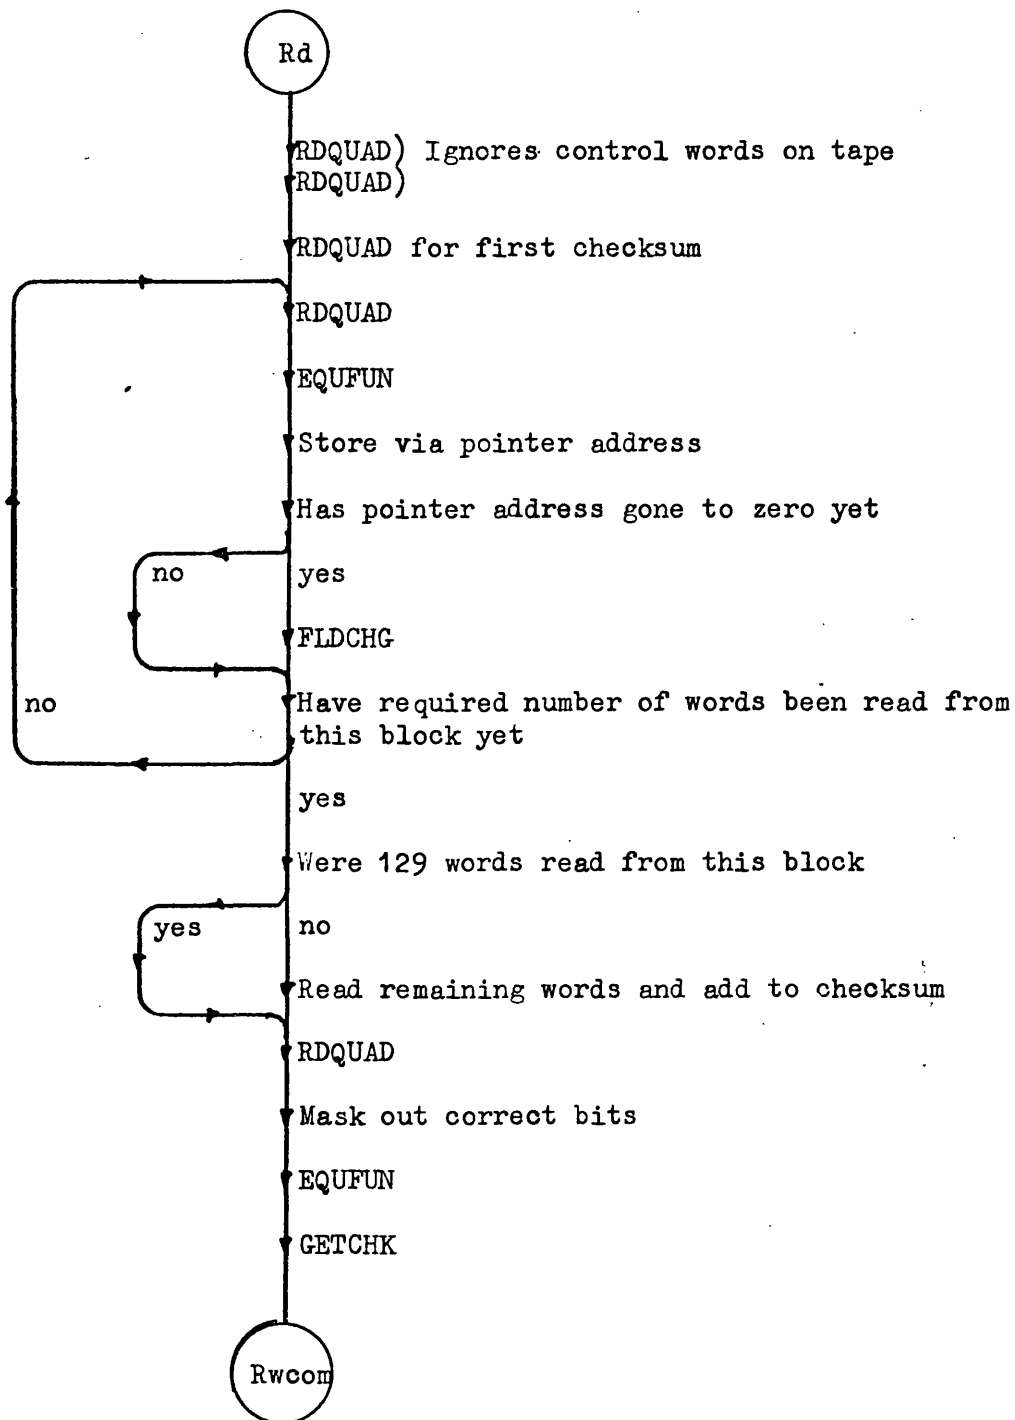 Rd
RDQUAD) Ignores control words on tape
RDQUAD)
RDQUAD for first checksum
RDQUAD
EQUFUN
Store via pointer address
Has pointer address gone to zero yet
no
yes
FLDCHG
no
Have required number of words been read from
this block yet
yes
Were 129 words read from this block
yes
no
Read remaining words and add to checksum
RDQUAD
Mask out correct bits
EQUFUN
GETCHK
Rwcom